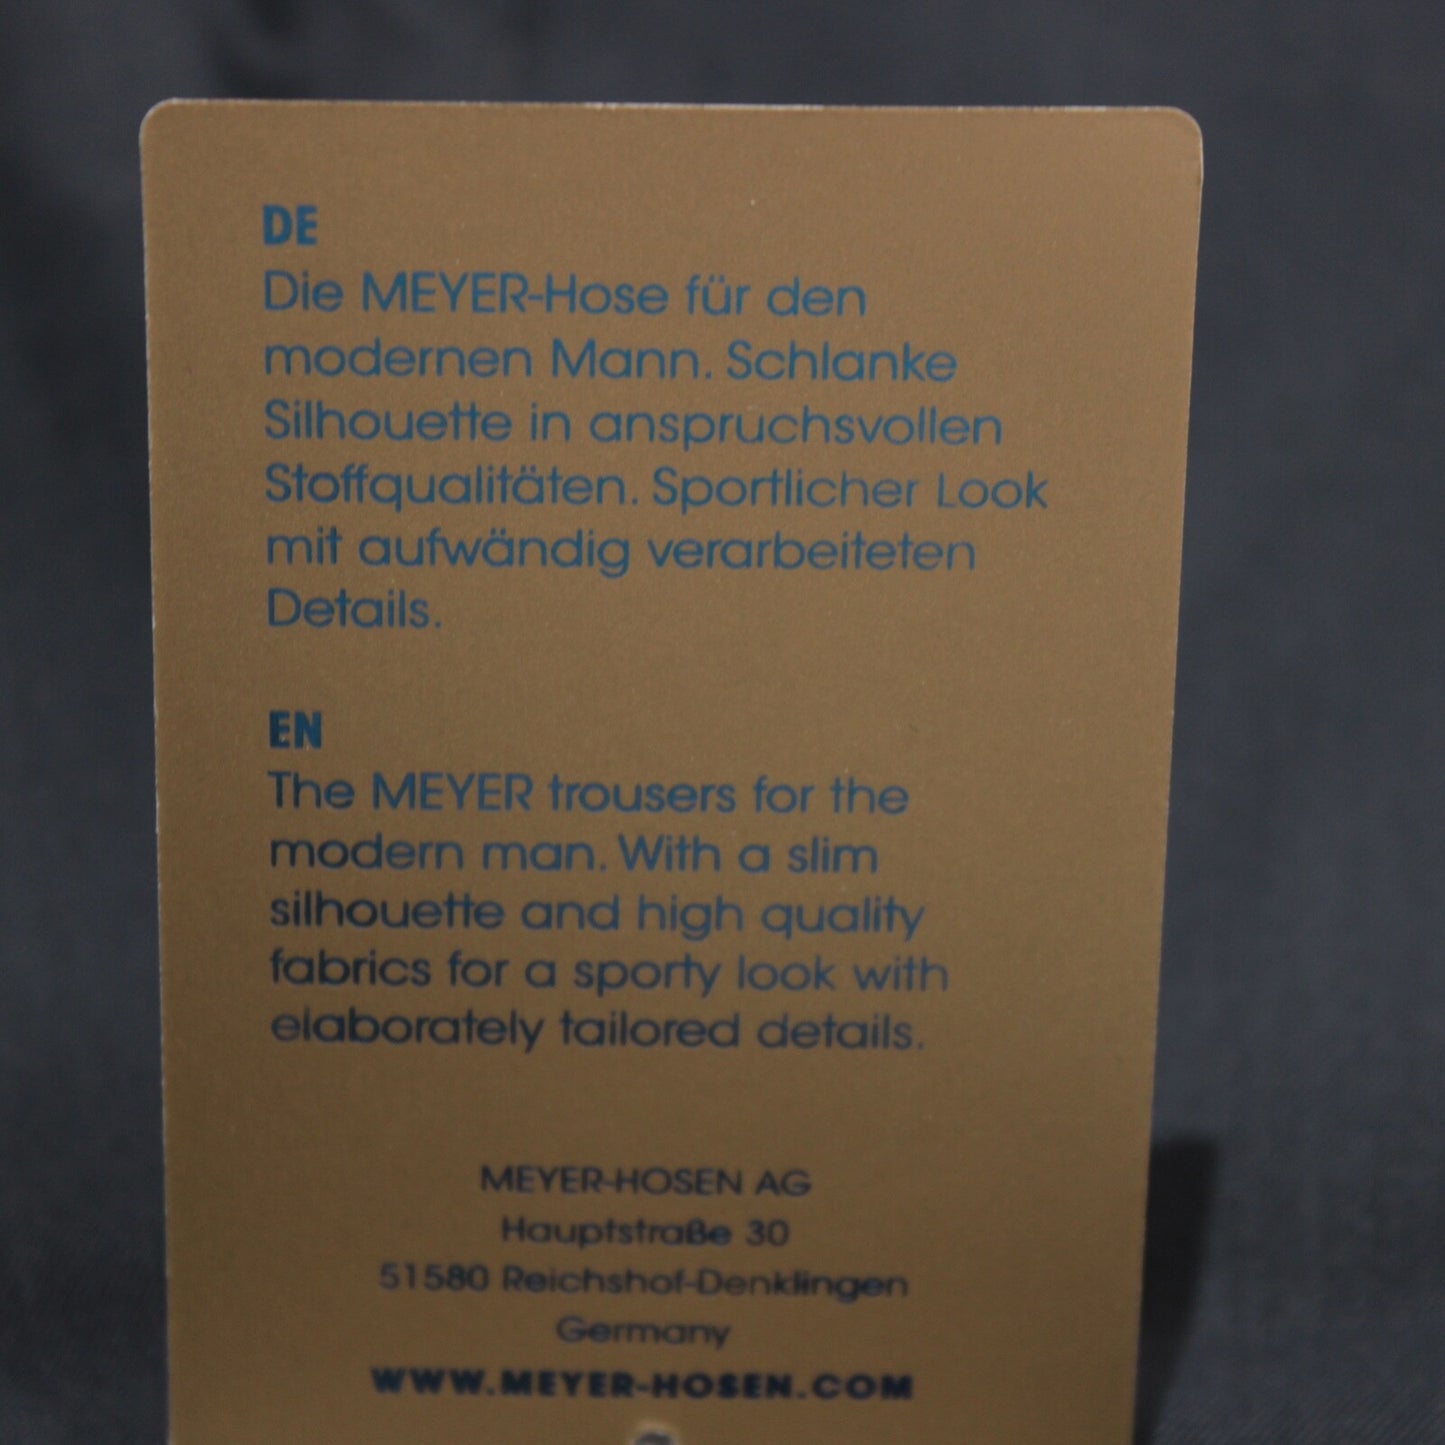 DE
Die MEYER-Hose für den
modernen Mann. Schlanke
Silhouette in anspruchsvollen
Stoffqualitäten. Sportlicher Look
mit aufwändig verarbeiteten
Details.
EN
The MEYER trousers for the
modern man. With a slim
silhouette and high quality
fabrics for a sporty look with
elaborately tailored details.
MEYER-HOSEN AG
Hauptstraße 30
51580 Reichshof-Denklingen
Germany
WWW.MEYER-HOSEN.COM